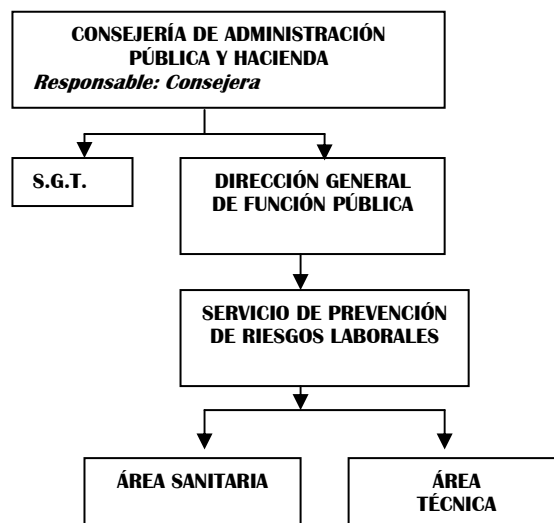 CONSEJERÍA DE ADMINISTRACIÓN
PÚBLICA Y HACIENDA
Responsable: Consejera
S.G.T.
DIRECCIÓN GENERAL
DE FUNCIÓN PÚBLICA
SERVICIO DE PREVENCIÓN
DE RIESGOS LABORALES
ÁREA SANITARIA
ÁREA
TÉCNICA